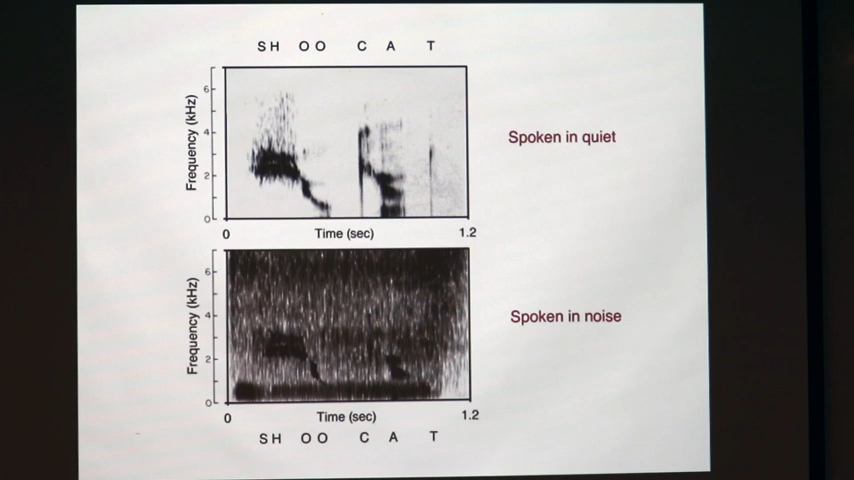 SH OO C A T
Frequency (kHz)
6
4
2
0
0 Time (sec) 1.2
Spoken in quiet
Frequency (kHz)
6
4
2
0
0 Time (sec) 1.2
SH OO C A T
Spoken in noise